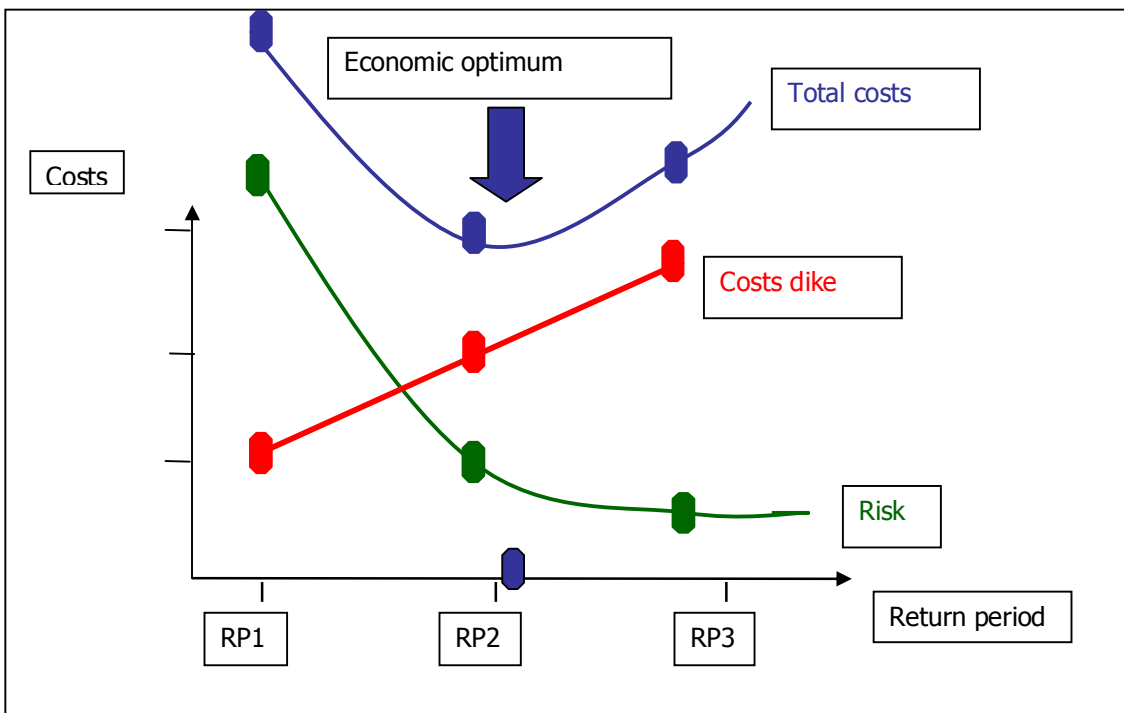 Economic optimum
Total costs
Costs
Costs dike
Risk
RP1
RP2
RP3
Return period